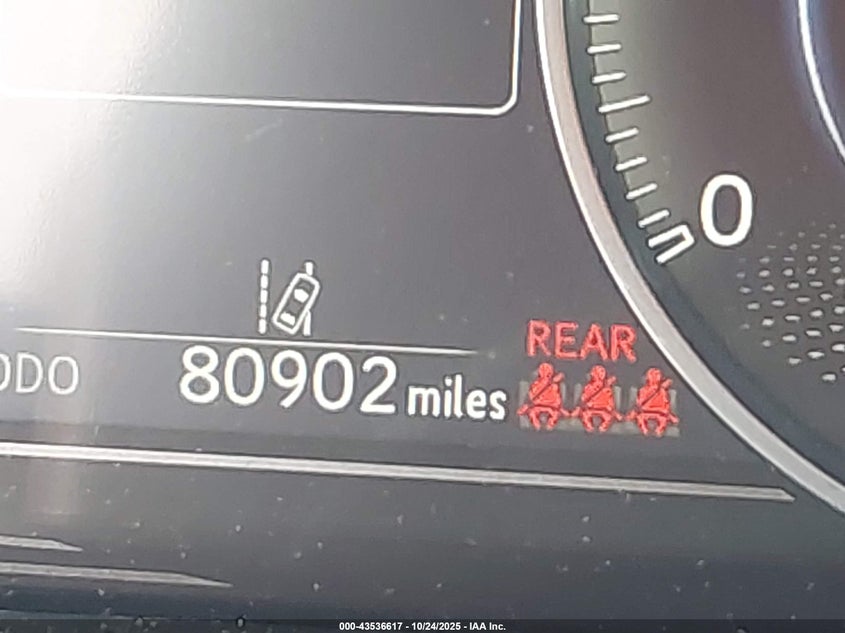 0
REAR
ODO 80902 miles
000-43536617 - 10/24/2025 - IAA Inc.